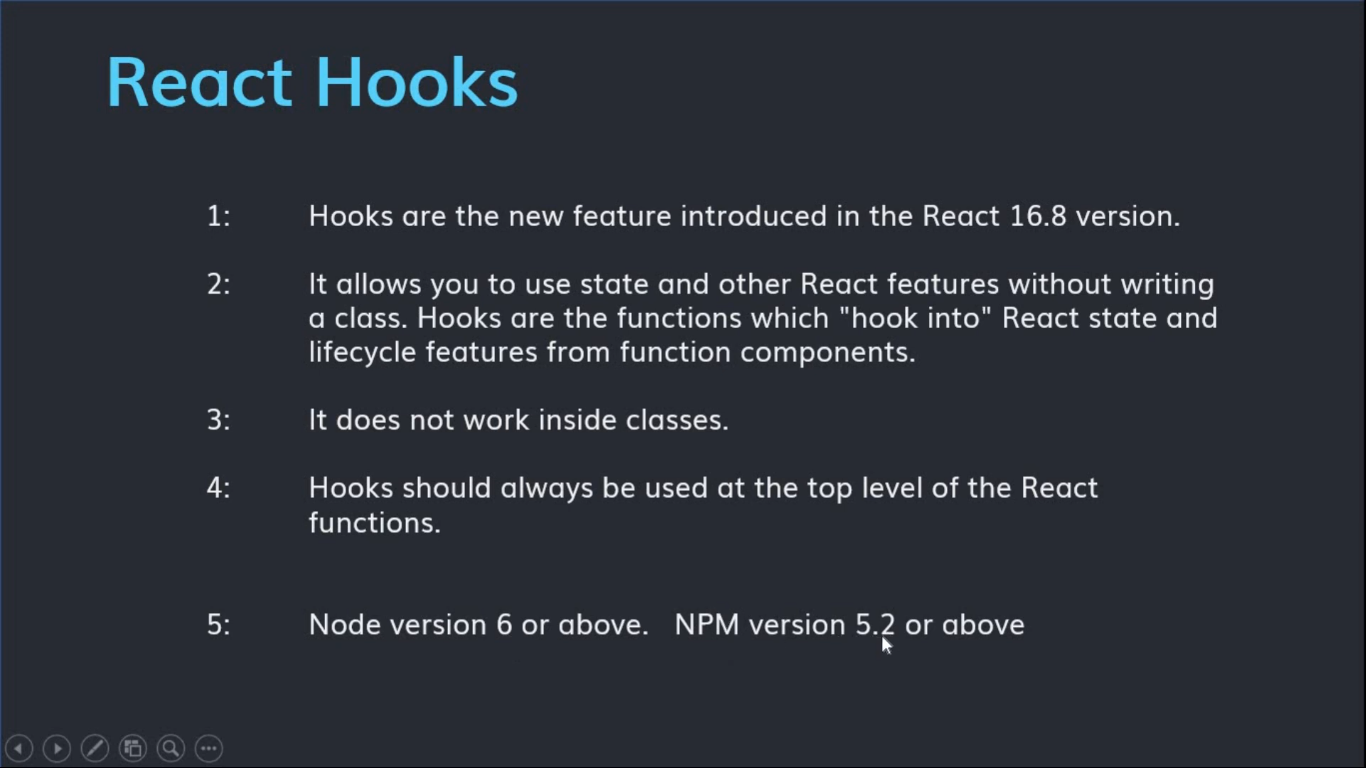 React Hooks
1: Hooks are the new feature introduced in the React 16.8 version.
2: It allows you to use state and other React features without writing
a class. Hooks are the functions which "hook into" React state and
lifecycle features from function components.
3: It does not work inside classes.
4: Hooks should always be used at the top level of the React
functions.
5: Node version 6 or above. NPM version 5.2 or above